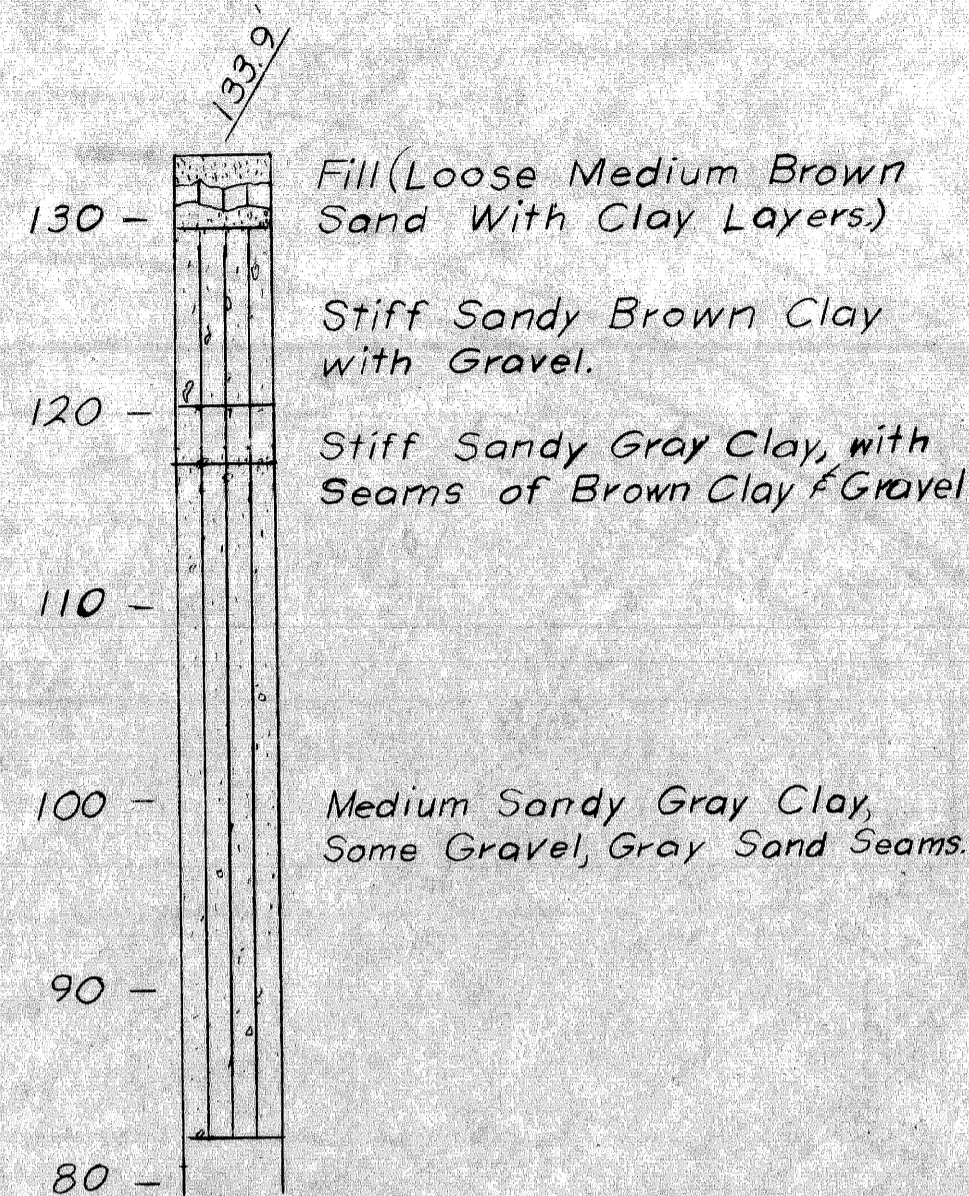 133.9'
Fill (Loose Medium Brown
130 - Sand With Clay Layers.)
Stiff Sandy Brown Clay
with Gravel.
120 -
Stiff Sandy Gray Clay, with
Seams of Brown Clay & Gravel
110 -
100 - Medium Sandy Gray Clay,
Some Gravel, Gray Sand Seams.
90 -
80 -